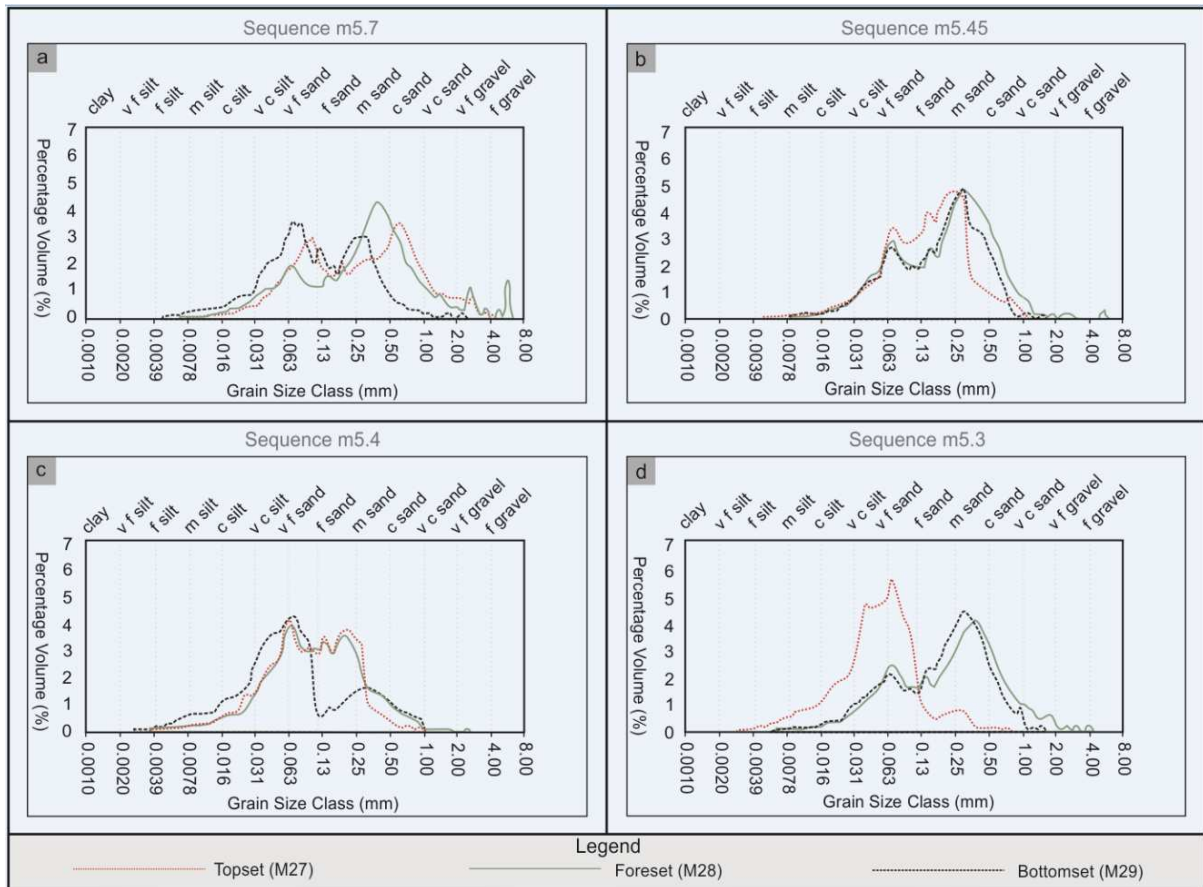 Sequence m5.7
a
clay
v f silt
f silt
m silt
c silt
v c silt
v f sand
f sand
m sand
c sand
v c sand
v f gravel
f gravel
Percentage Volume (%)
7
6
5
4
3
2
1
0
0.0010
0.0020
0.0039
0.0078
0.016
0.031
0.063
0.13
0.25
0.50
1.00
2.00
4.00
8.00
Grain Size Class (mm)
Sequence m5.45
b
clay
v f silt
f silt
m silt
c silt
v c silt
v f sand
f sand
m sand
c sand
v c sand
v f gravel
f gravel
Percentage Volume (%)
7
6
5
4
3
2
1
0
0.0010
0.0020
0.0039
0.0078
0.016
0.031
0.063
0.13
0.25
0.50
1.00
2.00
4.00
8.00
Grain Size Class (mm)
Sequence m5.4
c
clay
v f silt
f silt
m silt
c silt
v c silt
v f sand
f sand
m sand
c sand
v c sand
v f gravel
f gravel
Percentage Volume (%)
7
6
5
4
3
2
1
0
0.0010
0.0020
0.0039
0.0078
0.016
0.031
0.063
0.13
0.25
0.50
1.00
2.00
4.00
8.00
Grain Size Class (mm)
Sequence m5.3
d
clay
v f silt
f silt
m silt
c silt
v c silt
v f sand
f sand
m sand
c sand
v c sand
v f gravel
f gravel
Percentage Volume (%)
7
6
5
4
3
2
1
0
0.0010
0.0020
0.0039
0.0078
0.016
0.031
0.063
0.13
0.25
0.50
1.00
2.00
4.00
8.00
Grain Size Class (mm)
Legend
Topset (M27)
Foreset (M28)
Bottomset (M29)